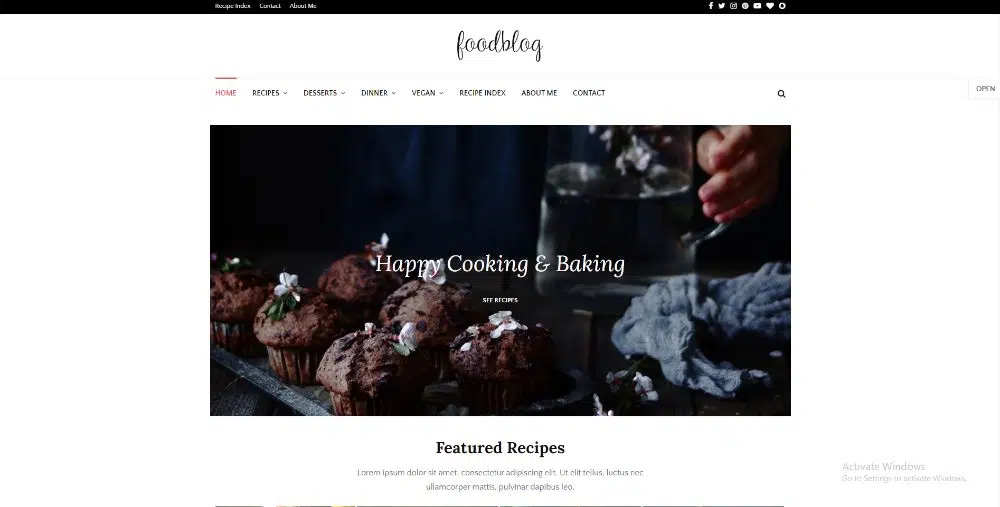 Recipe Index Contact About Me
foodblog
HOME RECIPES DESSERTS DINNER VEGAN RECIPE INDEX ABOUT ME CONTACT
OPEN
Happy Cooking & Baking
SEE RECIPES
Featured Recipes
Lorem ipsum dolor sit amet, consectetur adipiscing elit. Ut elit tellus, luctus nec
ullamcorper mattis, pulvinar dapibus leo.
Activate Windows
Go to Settings to activate Windows.